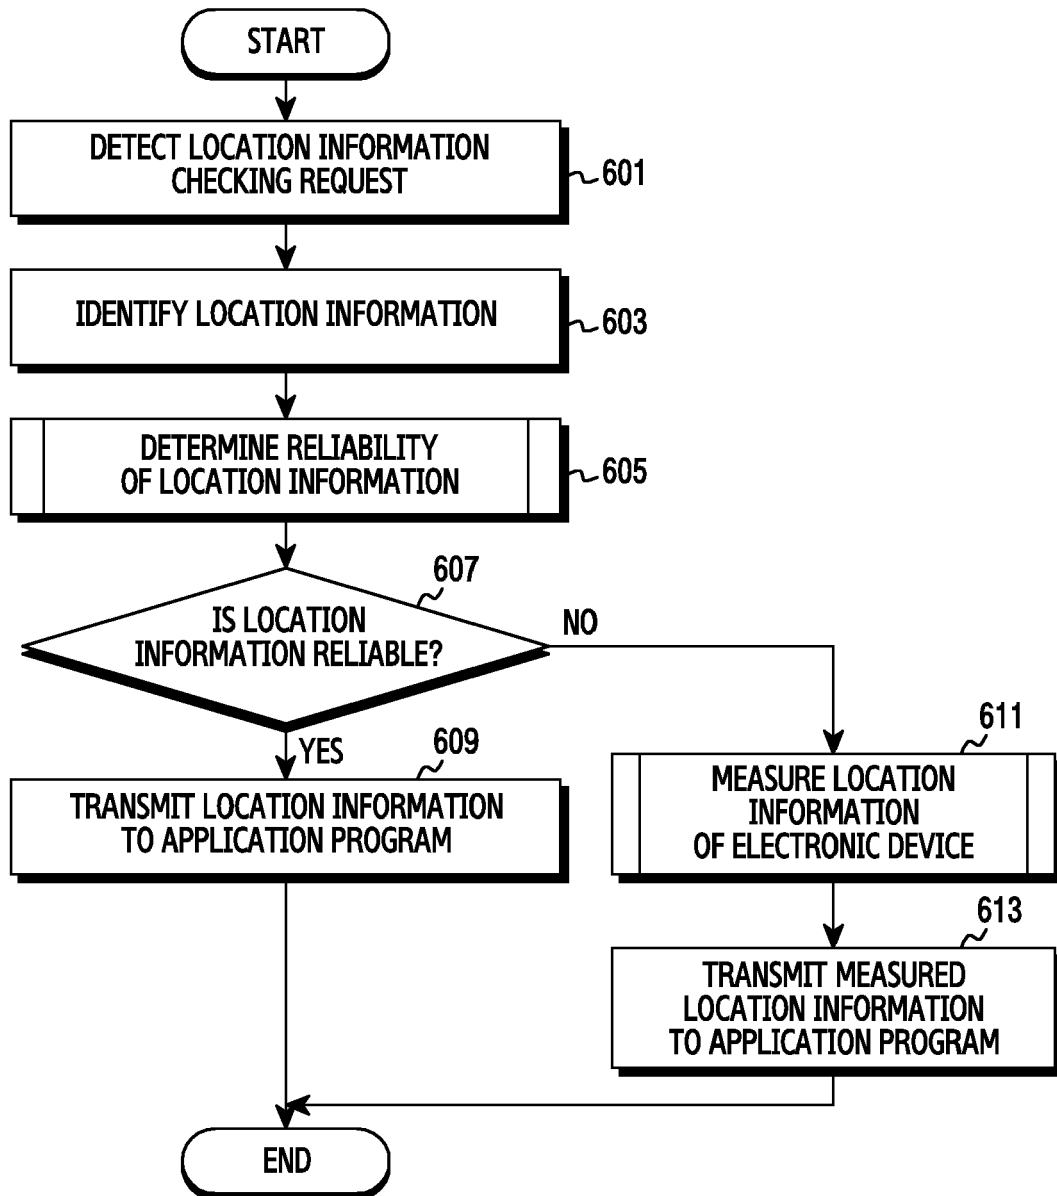 START
DETECT LOCATION INFORMATION
CHECKING REQUEST
601
IDENTIFY LOCATION INFORMATION
603
DETERMINE RELIABILITY
OF LOCATION INFORMATION
605
607
IS LOCATION
INFORMATION RELIABLE?
NO
YES
609
TRANSMIT LOCATION INFORMATION
TO APPLICATION PROGRAM
611
MEASURE LOCATION
INFORMATION
OF ELECTRONIC DEVICE
613
TRANSMIT MEASURED
LOCATION INFORMATION
TO APPLICATION PROGRAM
END